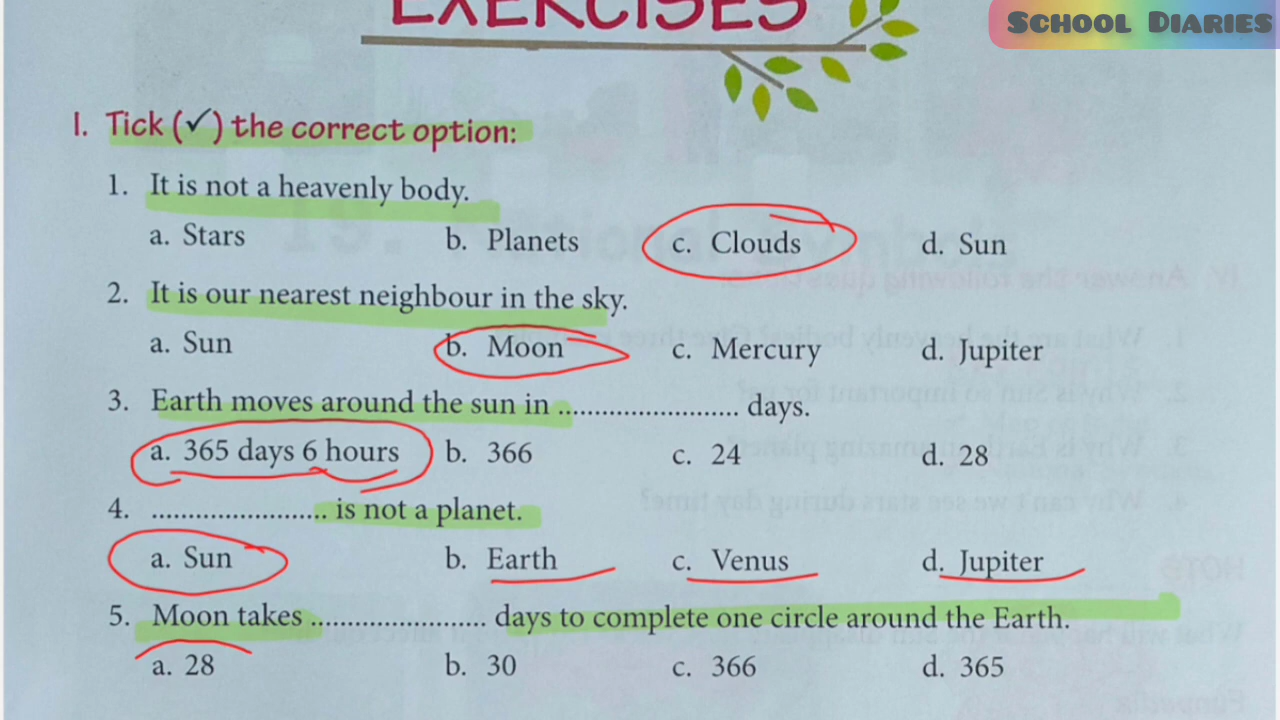 EXERCISES
SCHOOL DIARIES
I. Tick (✓) the correct option:
1. It is not a heavenly body.
a. Stars b. Planets c. Clouds d. Sun
2. It is our nearest neighbour in the sky.
a. Sun b. Moon c. Mercury d. Jupiter
3. Earth moves around the sun in ........................ days.
a. 365 days 6 hours b. 366 c. 24 d. 28
4. ....................... is not a planet.
a. Sun b. Earth c. Venus d. Jupiter
5. Moon takes ....................... days to complete one circle around the Earth.
a. 28 b. 30 c. 366 d. 365